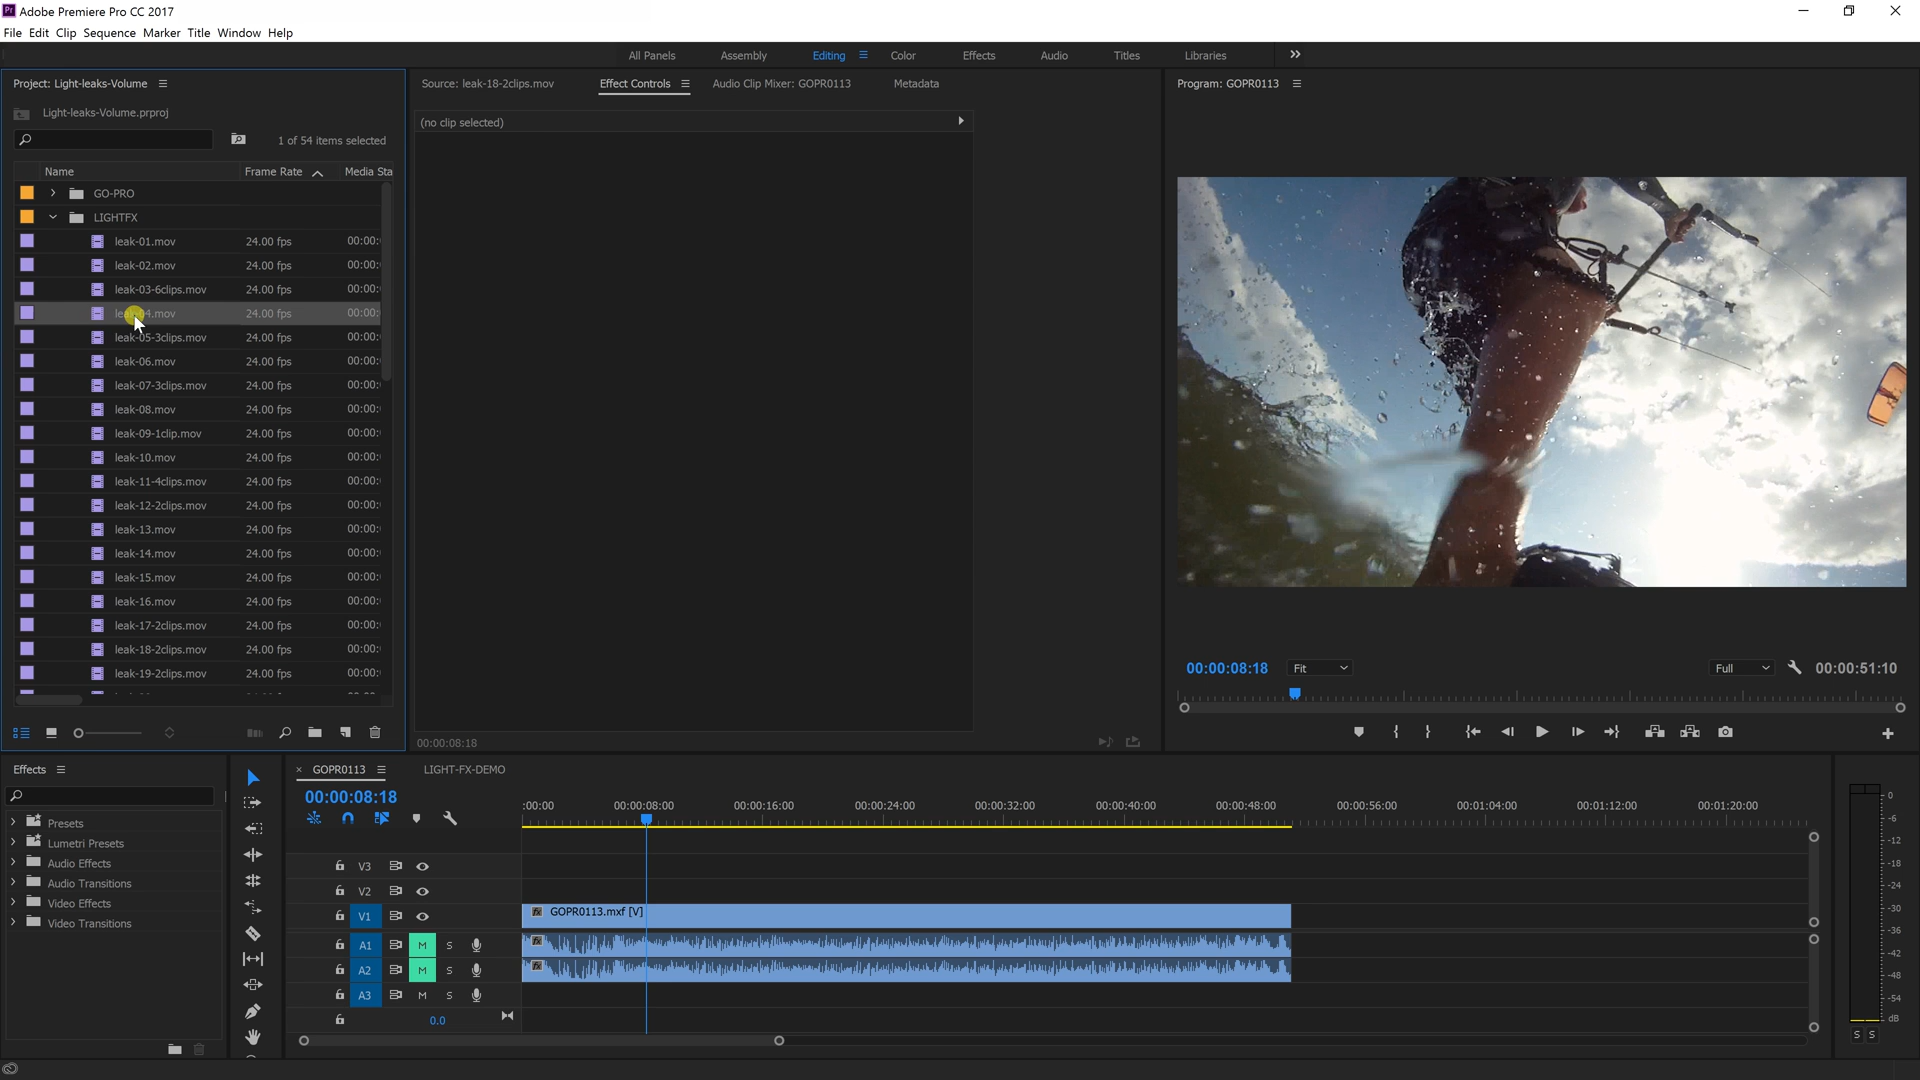 Adobe Premiere Pro CC 2017
File Edit Clip Sequence Marker Title Window Help
All Panels Assembly Editing Color Effects Audio Titles Libraries
Project: Light-leaks-Volume
Light-leaks-Volume.prproj
1 of 54 items selected
Name Frame Rate Media Sta
GO-PRO
LIGHTFX
leak-01.mov 24.00 fps 00:00:
leak-02.mov 24.00 fps 00:00:
leak-03-6clips.mov 24.00 fps 00:00:
leak-04.mov 24.00 fps 00:00:
leak-05-3clips.mov 24.00 fps 00:00:
leak-06.mov 24.00 fps 00:00:
leak-07-3clips.mov 24.00 fps 00:00:
leak-08.mov 24.00 fps 00:00:
leak-09-1clip.mov 24.00 fps 00:00:
leak-10.mov 24.00 fps 00:00:
leak-11-4clips.mov 24.00 fps 00:00:
leak-12-2clips.mov 24.00 fps 00:00:
leak-13.mov 24.00 fps 00:00:
leak-14.mov 24.00 fps 00:00:
leak-15.mov 24.00 fps 00:00:
leak-16.mov 24.00 fps 00:00:
leak-17-2clips.mov 24.00 fps 00:00:
leak-18-2clips.mov 24.00 fps 00:00:
leak-19-2clips.mov 24.00 fps 00:00:
Source: leak-18-2clips.mov Effect Controls Audio Clip Mixer: GOPR0113 Metadata
(no clip selected)
00:00:08:18
Program: GOPR0113
00:00:08:18 Fit Full 00:00:51:10
Effects
Presets
Lumetri Presets
Audio Effects
Audio Transitions
Video Effects
Video Transitions
× GOPR0113 LIGHT-FX-DEMO
00:00:08:18
:00:00 00:00:08:00 00:00:16:00 00:00:24:00 00:00:32:00 00:00:40:00 00:00:48:00 00:00:56:00 00:01:04:00 00:01:12:00 00:01:20:00
V3
V2
V1 GOPR0113.mxf [V]
fx
A1 M S
fx
A2 M S
fx
A3 M S
0.0
0
-6
-12
-18
-24
-30
-36
-42
-48
-54
dB
S S